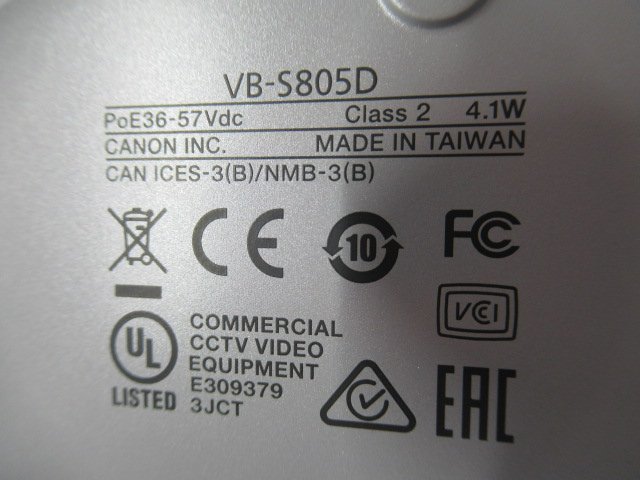 VB-S805D
PoE36-57Vdc Class 2 4.1W
CANON INC. MADE IN TAIWAN
CAN ICES-3(B)/NMB-3(B)
CE 10 FC
VCI
UL
LISTED
COMMERCIAL
CCTV VIDEO
EQUIPMENT
E309379
3JCT
EAC